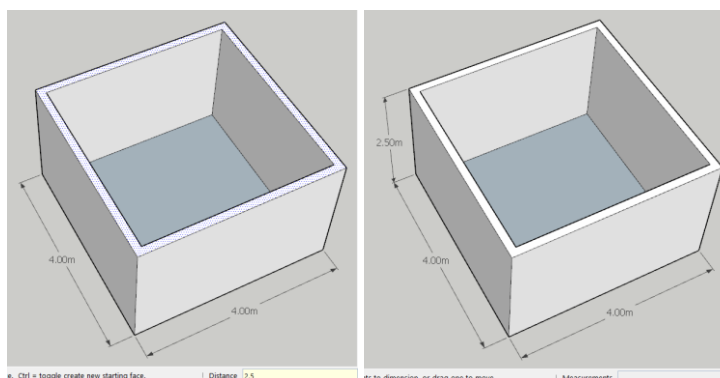 4.00m
4.00m
e. Ctrl = toggle create new starting face.
Distance 2.5
2.50m
4.00m
4.00m
ts to dimension, or drag one to move.
Measurements